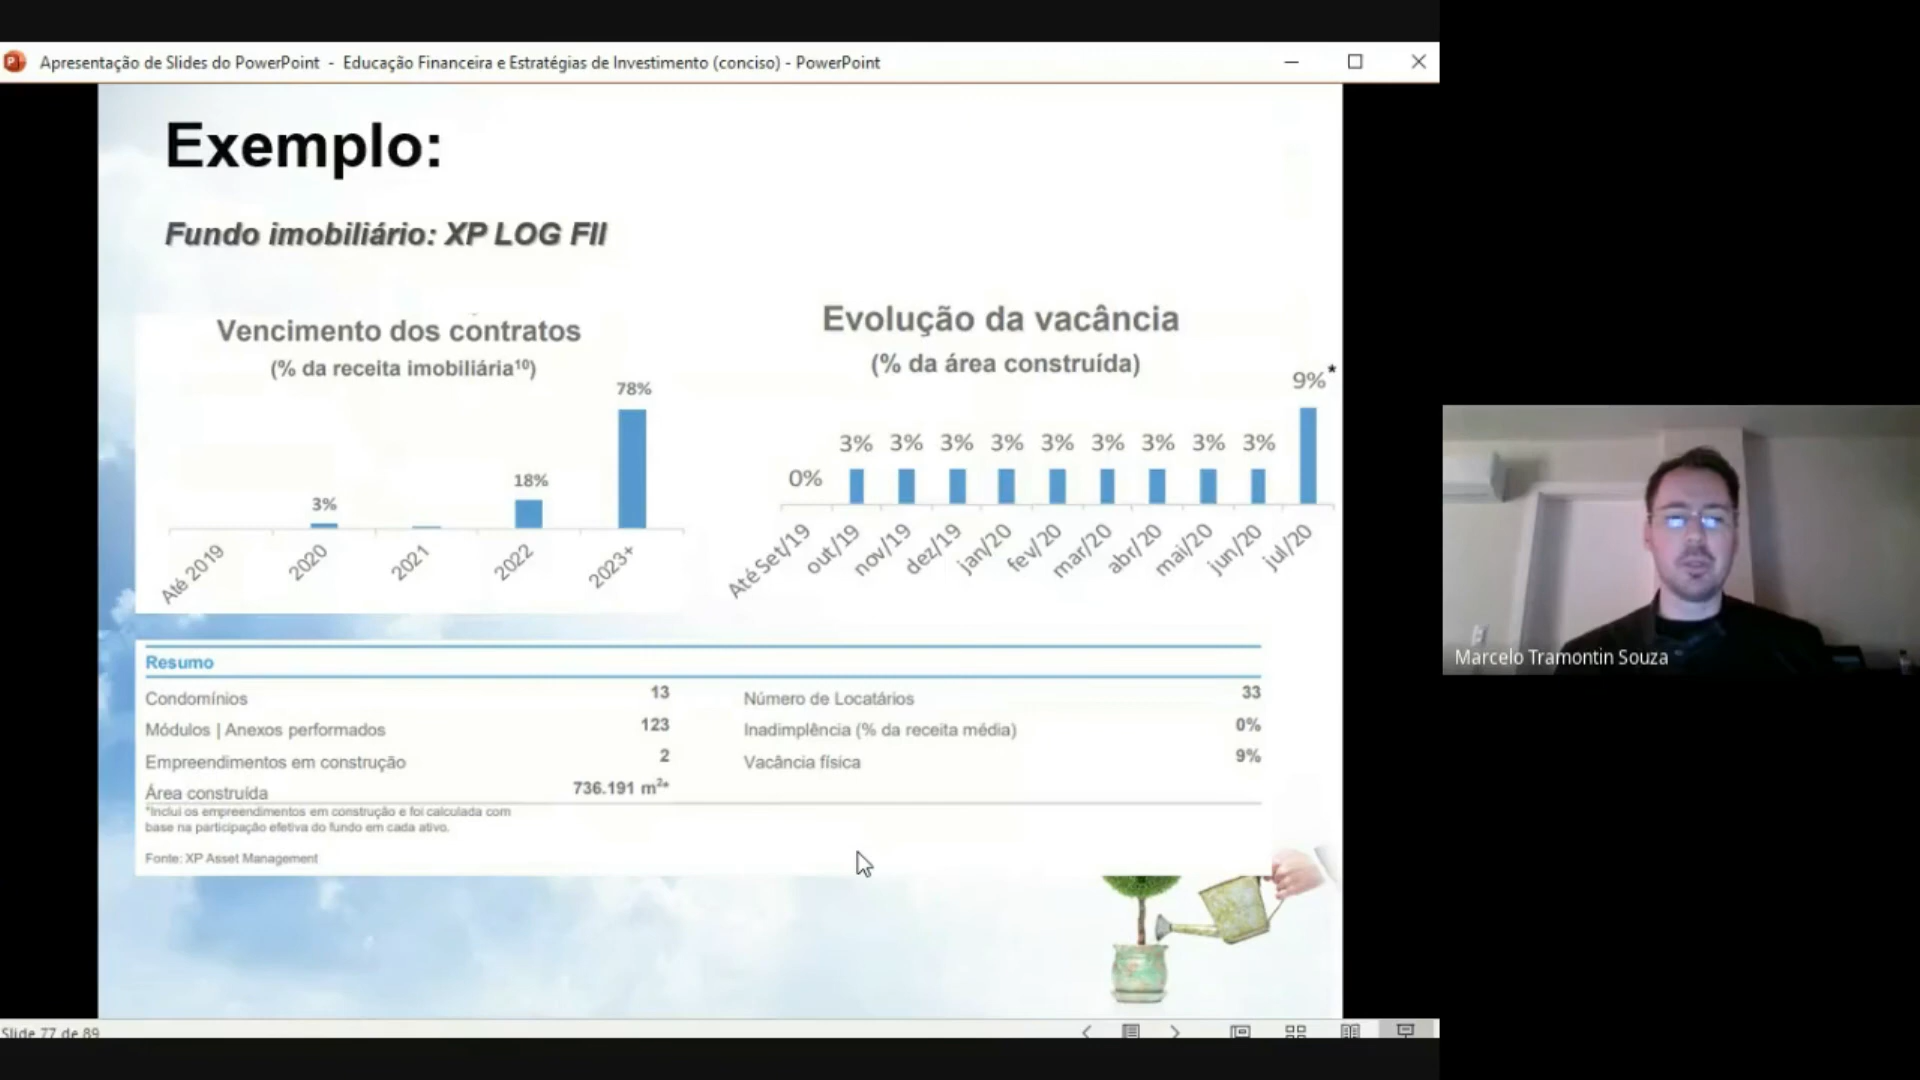 Apresentação de Slides do PowerPoint - Educação Financeira e Estratégias de Investimento (conciso) - PowerPoint
Exemplo:
Fundo imobiliário: XP LOG FII
Vencimento dos contratos
(% da receita imobiliária¹⁰)
3%
18%
78%
Até 2019
2020
2021
2022
2023+
Evolução da vacância
(% da área construída)
0%
3%
3%
3%
3%
3%
3%
3%
3%
3%
9%*
Até Set/19
out/19
nov/19
dez/19
jan/20
fev/20
mar/20
abr/20
mai/20
jun/20
jul/20
Resumo
Condomínios 13
Módulos | Anexos performados 123
Empreendimentos em construção 2
Área construída 736.191 m²*
Número de Locatários 33
Inadimplência (% da receita média) 0%
Vacância física 9%
*Inclui os empreendimentos em construção e foi calculada com
base na participação efetiva do fundo em cada ativo.
Fonte: XP Asset Management
Slide 77 de 89
Marcelo Tramontin Souza